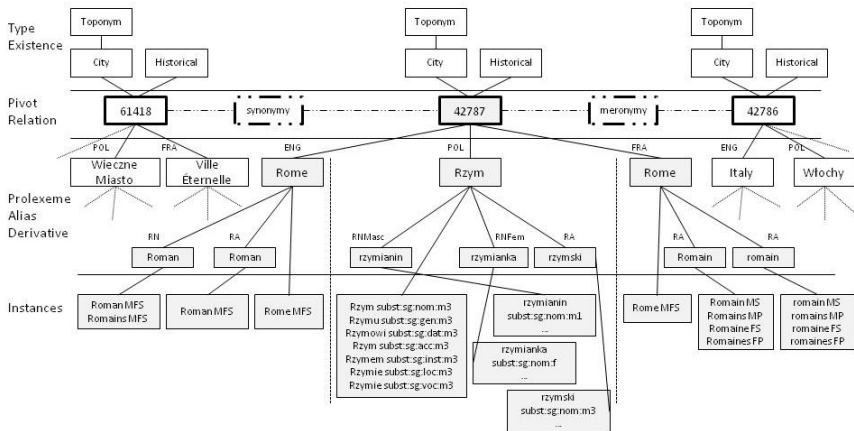 Type
Existence
Toponym
City
Historical
Toponym
City
Historical
Toponym
City
Historical
Pivot
Relation
61418
synonymy
42787
meronymy
42786
POL
FRA
ENG
POL
FRA
ENG
POL
Prolexeme
Alias
Derivative
Wieczne
Miasto
Ville
Éternelle
Rome
Rzym
Rome
Italy
Włochy
RN
RA
RNMasc
RNFem
RA
RA
RA
Roman
Roman
rzymianin
rzymianka
rzymski
Romain
romain
Instances
Roman MFS
Romains MFS
Roman MFS
Rome MFS
Rzym subst:sg:nom:m3
Rzymu subst:sg:gen:m3
Rzymowi subst:sg:dat:m3
Rzym subst:sg:acc:m3
Rzymem subst:sg:inst:m3
Rzymie subst:sg:loc:m3
Rzymie subst:sg:voc:m3
rzymianin
subst:sg:nom:m1
...
rzymianka
subst:sg:nom:f
...
rzymski
subst:sg:nom:m3
...
Rome MFS
Romain MS
Romains MP
Romaine FS
Romaines FP
romain MS
romains MP
romaine FS
romaines FP